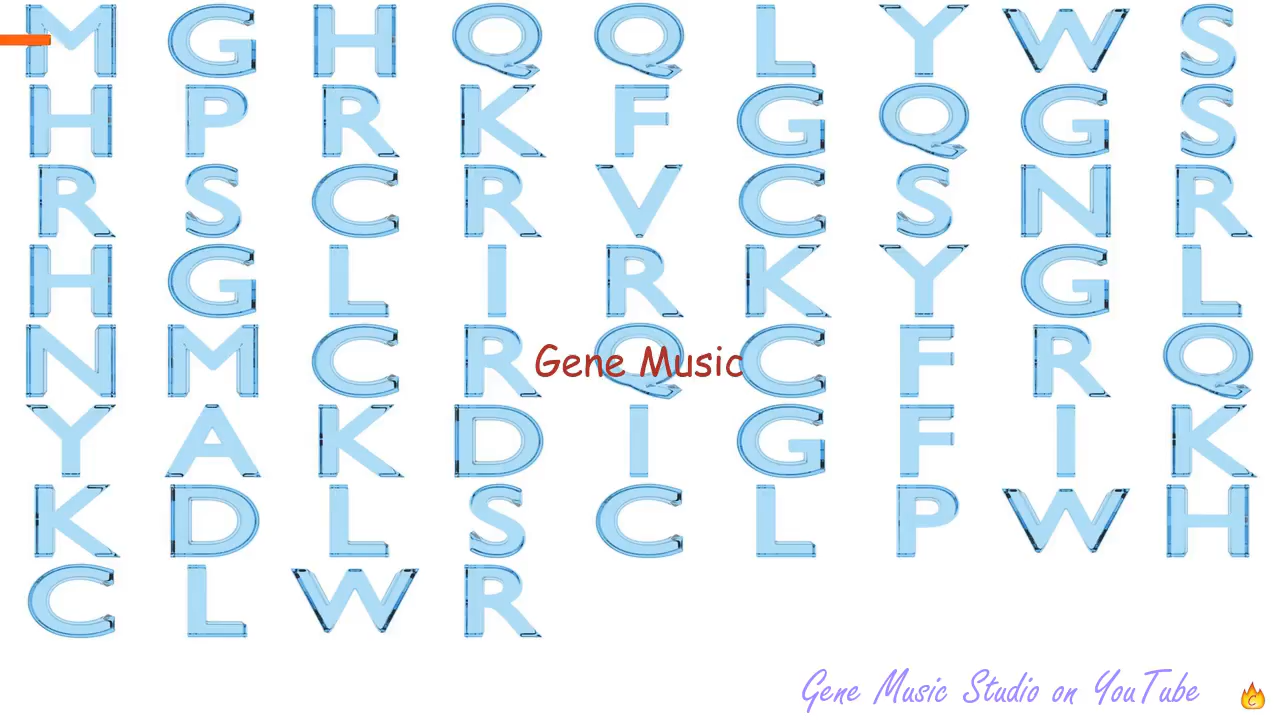 M G H Q Q L Y W S
H P R K F G Q G S
R S C R V C S N R
H G L I R K Y G L
N M C R Q C F R Q
Gene Music
Y A K D I G F I K
K D L S C L P W H
C L W R
Gene Music Studio on YouTube
C